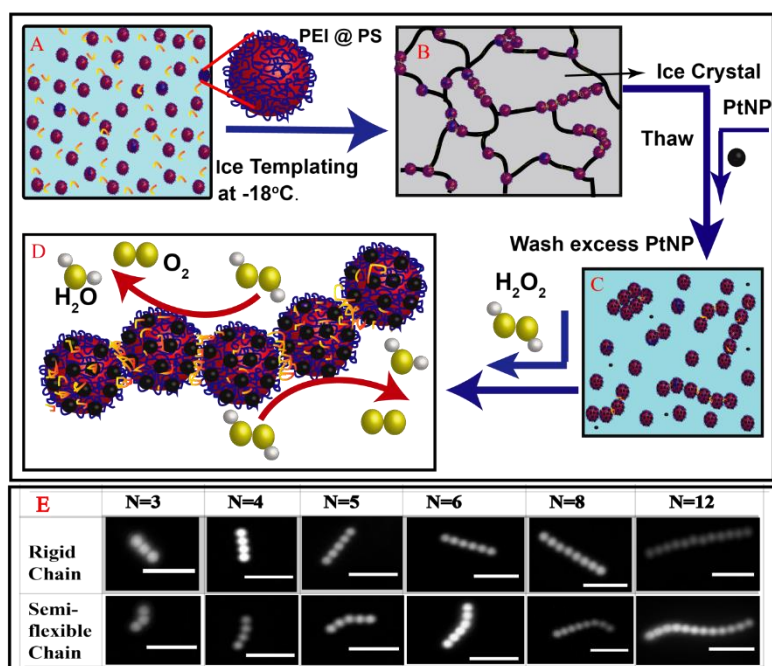 A
PEI @ PS
Ice Templating
at -18°C.
B
Ice Crystal
PtNP
Thaw
Wash excess PtNP
C
D
H₂O
O₂
H₂O₂
E N=3 N=4 N=5 N=6 N=8 N=12
Rigid
Chain
Semi-
flexible
Chain